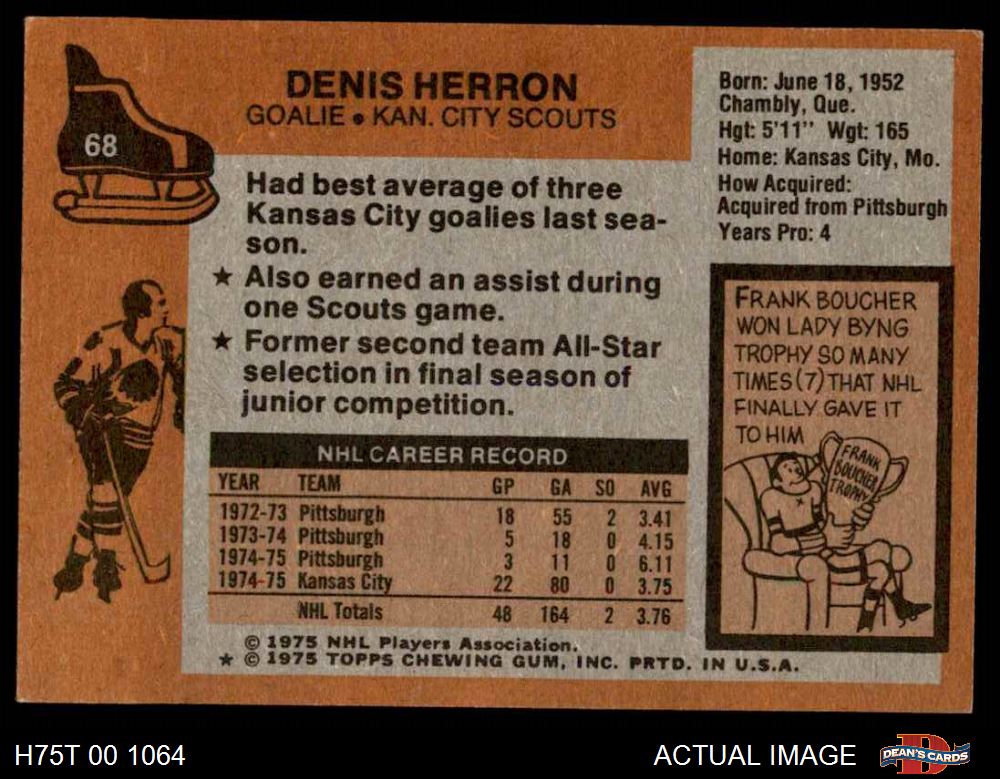 68
DENIS HERRON
GOALIE • KAN. CITY SCOUTS
Had best average of three
Kansas City goalies last sea-
son.
★ Also earned an assist during
one Scouts game.
★ Former second team All-Star
selection in final season of
junior competition.
Born: June 18, 1952
Chambly, Que.
Hgt: 5'11" Wgt: 165
Home: Kansas City, Mo.
How Acquired:
Acquired from Pittsburgh
Years Pro: 4
FRANK BOUCHER
WON LADY BYNG
TROPHY SO MANY
TIMES (7) THAT NHL
FINALLY GAVE IT
TO HIM
FRANK
BOUCHER
TROPHY
NHL CAREER RECORD
YEAR TEAM GP GA SO AVG
1972-73 Pittsburgh 18 55 2 3.41
1973-74 Pittsburgh 5 18 0 4.15
1974-75 Pittsburgh 3 11 0 6.11
1974-75 Kansas City 22 80 0 3.75
NHL Totals 48 164 2 3.76
© 1975 NHL Players Association.
★ © 1975 TOPPS CHEWING GUM, INC. PRTD. IN U.S.A.
H75T 00 1064
ACTUAL IMAGE
DEAN'S CARDS